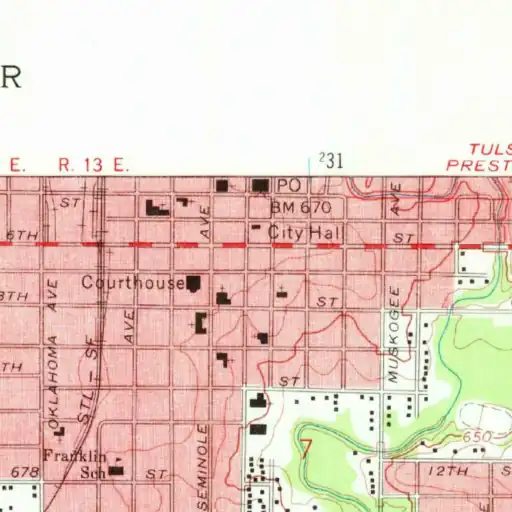 R
E. R. 13 E.
²31
TULS
PREST
ST
PO
AVE
BM 670
6TH
AVE
City Hall
ST
Courthouse
8TH
ST
OKLAHOMA AVE
AVE
MUSKOGEE
TH
STL-SF
ST
SEMINOLE
7
650
Franklin
Sch
678
ST
12TH
S